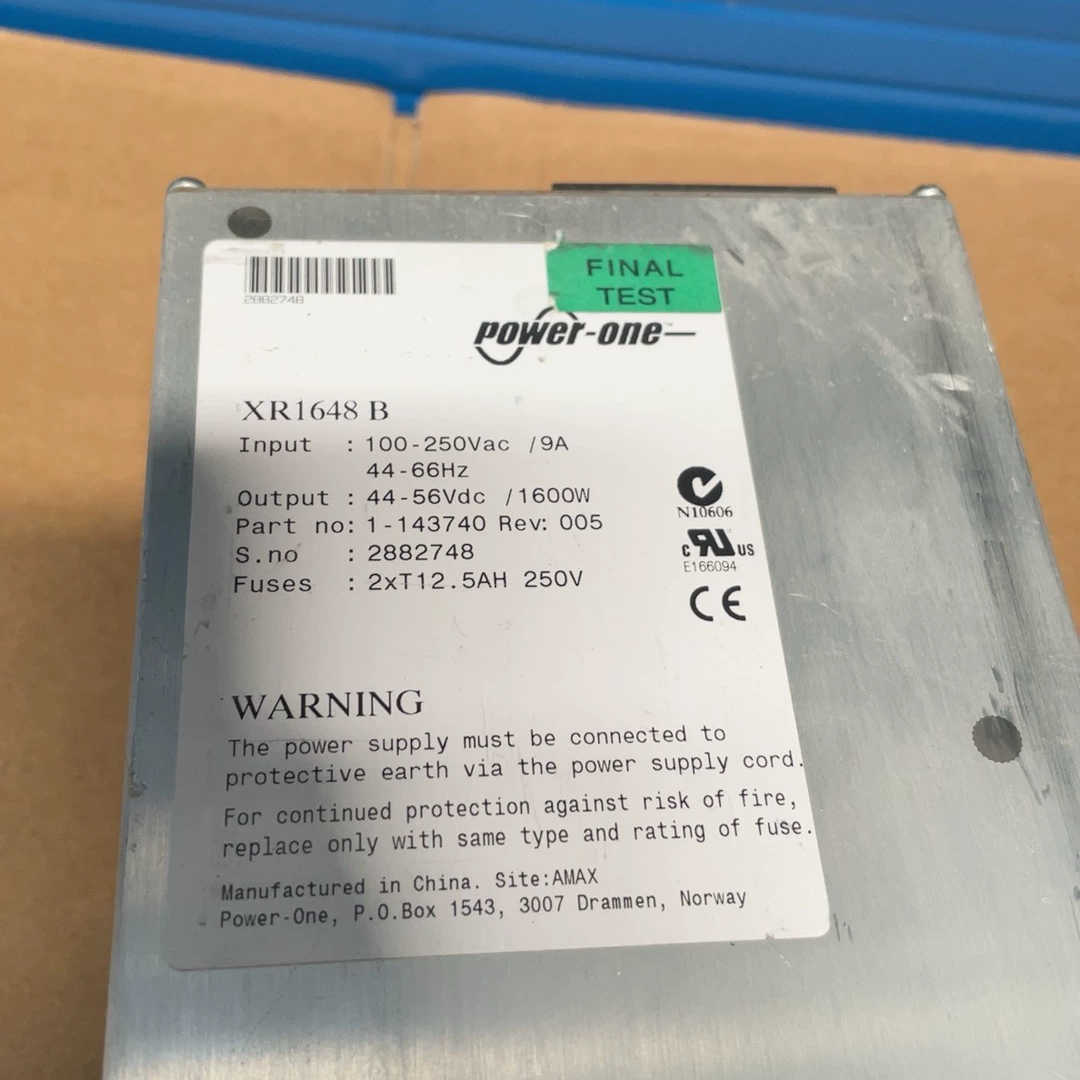 FINAL
TEST
2882748
power-one™
XR1648 B
Input : 100-250Vac /9A
44-66Hz
Output : 44-56Vdc /1600W
Part no: 1-143740 Rev: 005
S.no : 2882748
Fuses : 2xT12.5AH 250V
N10606
c RU US
E166094
CE
WARNING
The power supply must be connected to
protective earth via the power supply cord.
For continued protection against risk of fire,
replace only with same type and rating of fuse.
Manufactured in China. Site:AMAX
Power-One, P.O.Box 1543, 3007 Drammen, Norway